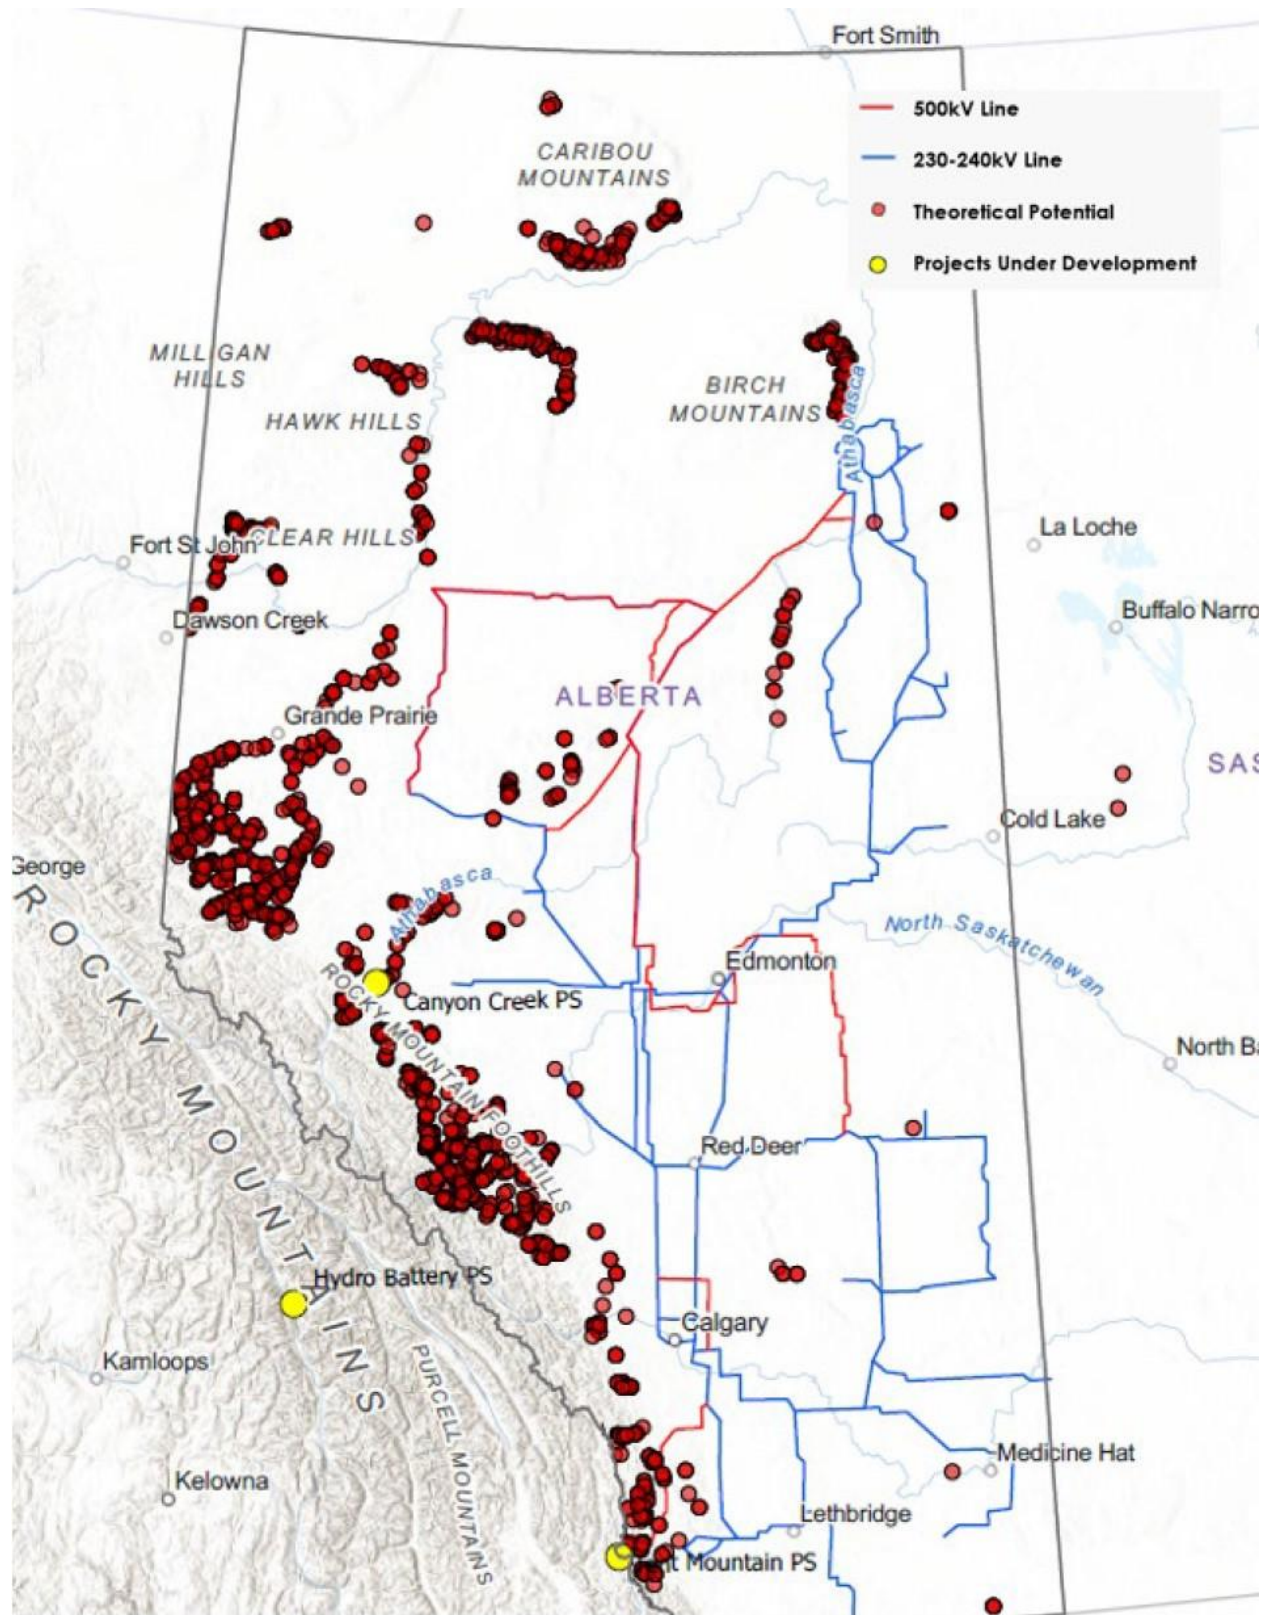 Fort Smith
500kV Line
230-240kV Line
Theoretical Potential
Projects Under Development
CARIBOU
MOUNTAINS
MILLIGAN
HILLS
HAWK HILLS
BIRCH
MOUNTAINS
Athabasca
CLEAR HILLS
Fort St John
La Loche
Dawson Creek
Buffalo Narro
ALBERTA
Grande Prairie
SAS
Cold Lake
George
Athabasca
North Saskatchewan
Edmonton
ROCKY MOUNTAINS
ROCKY MOUNTAIN FOOTHILLS
Canyon Creek PS
North Ba
Red Deer
Hydro Battery PS
Calgary
Kamloops
PURCELL MOUNTAINS
Medicine Hat
Kelowna
Lethbridge
Mountain PS